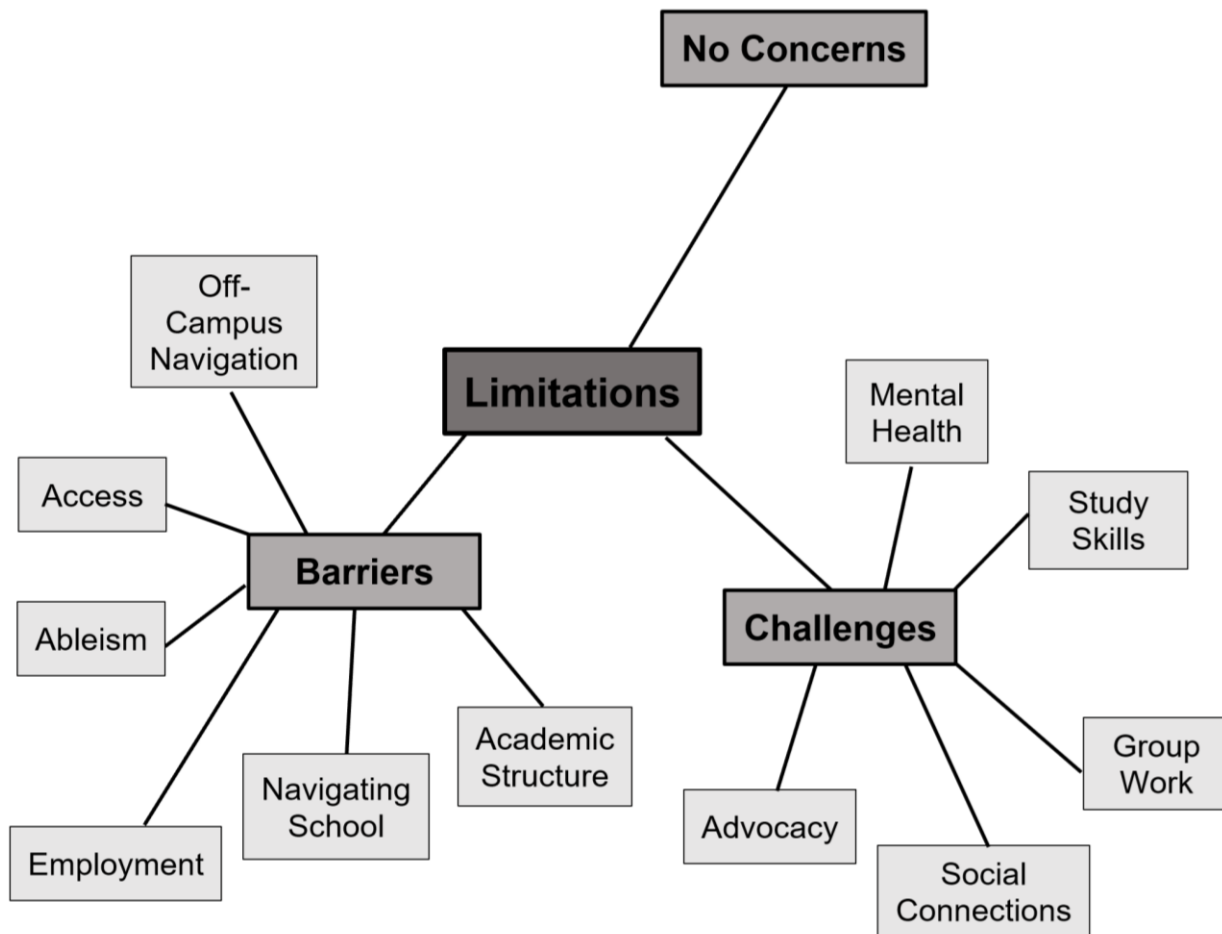 No Concerns
Off-
Campus
Navigation
Limitations
Mental
Health
Access
Study
Skills
Barriers
Challenges
Ableism
Academic
Structure
Group
Work
Navigating
School
Advocacy
Employment
Social
Connections